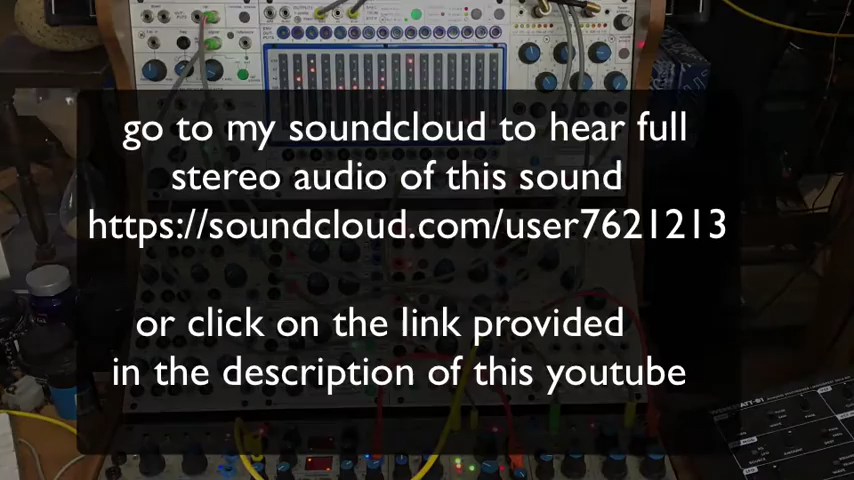 go to my soundcloud to hear full
stereo audio of this sound
https://soundcloud.com/user7621213
or click on the link provided
in the description of this youtube